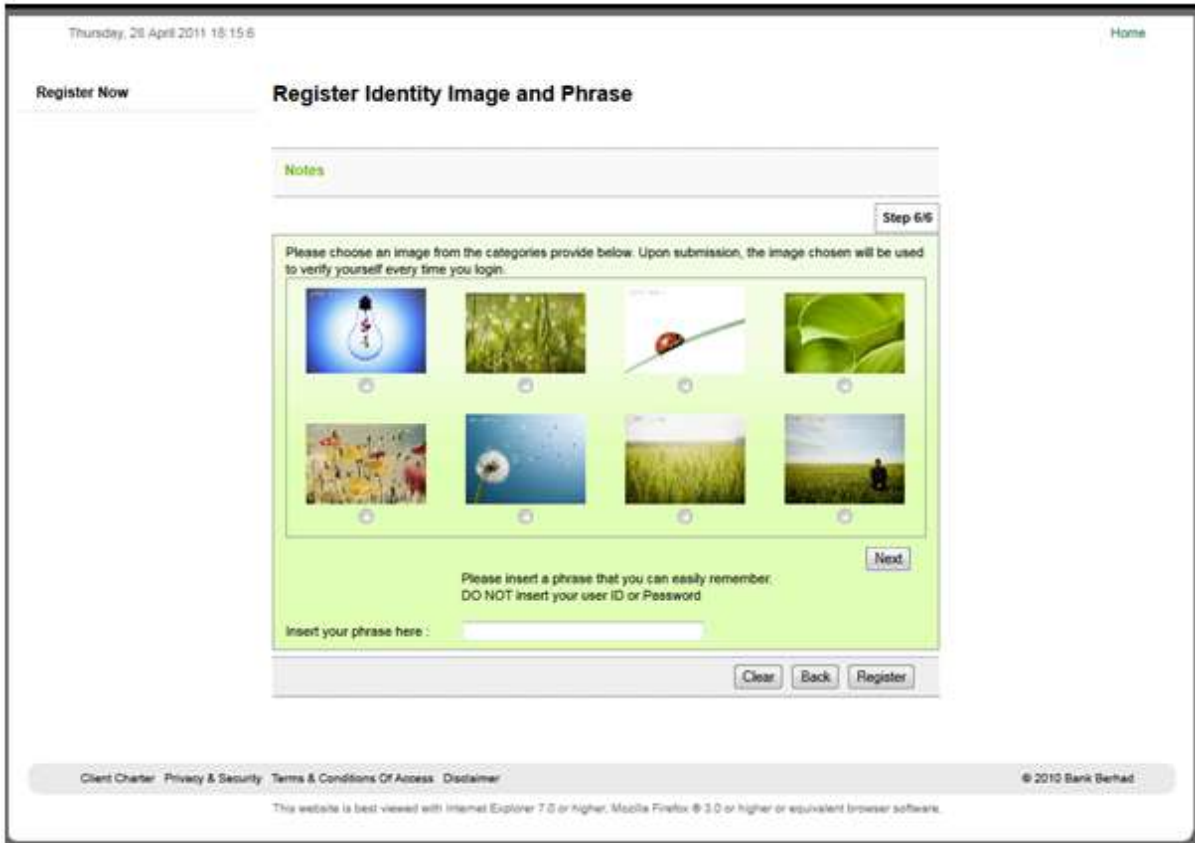 Thursday, 28 April 2011 18:15:6
Home
Register Now
Register Identity Image and Phrase
Notes
Step 6/6
Please choose an image from the categories provide below. Upon submission, the image chosen will be used
to verify yourself every time you login.
Next
Please insert a phrase that you can easily remember.
DO NOT insert your user ID or Password
Insert your phrase here :
Clear Back Register
Client Charter Privacy & Security Terms & Conditions Of Access Disclaimer © 2010 Bank Berhad
This website is best viewed with Internet Explorer 7.0 or higher, Mozilla Firefox ® 3.0 or higher or equivalent browser software.